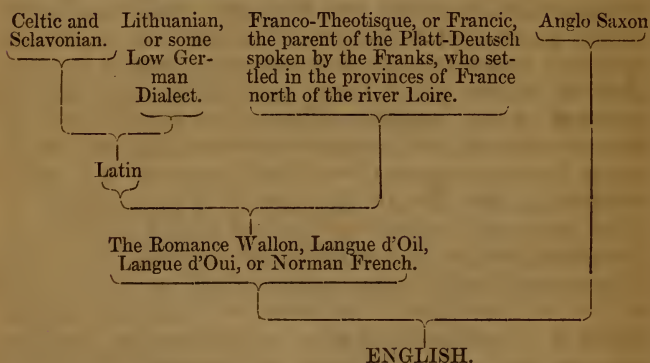 Celtic and
Sclavonian.
Lithuanian,
or some
Low Ger-
man
Dialect.
Franco-Theotisque, or Francic,
the parent of the Platt-Deutsch
spoken by the Franks, who set-
tled in the provinces of France
north of the river Loire.
Anglo Saxon
Latin
The Romance Wallon, Langue d'Oil,
Langue d'Oui, or Norman French.
ENGLISH.